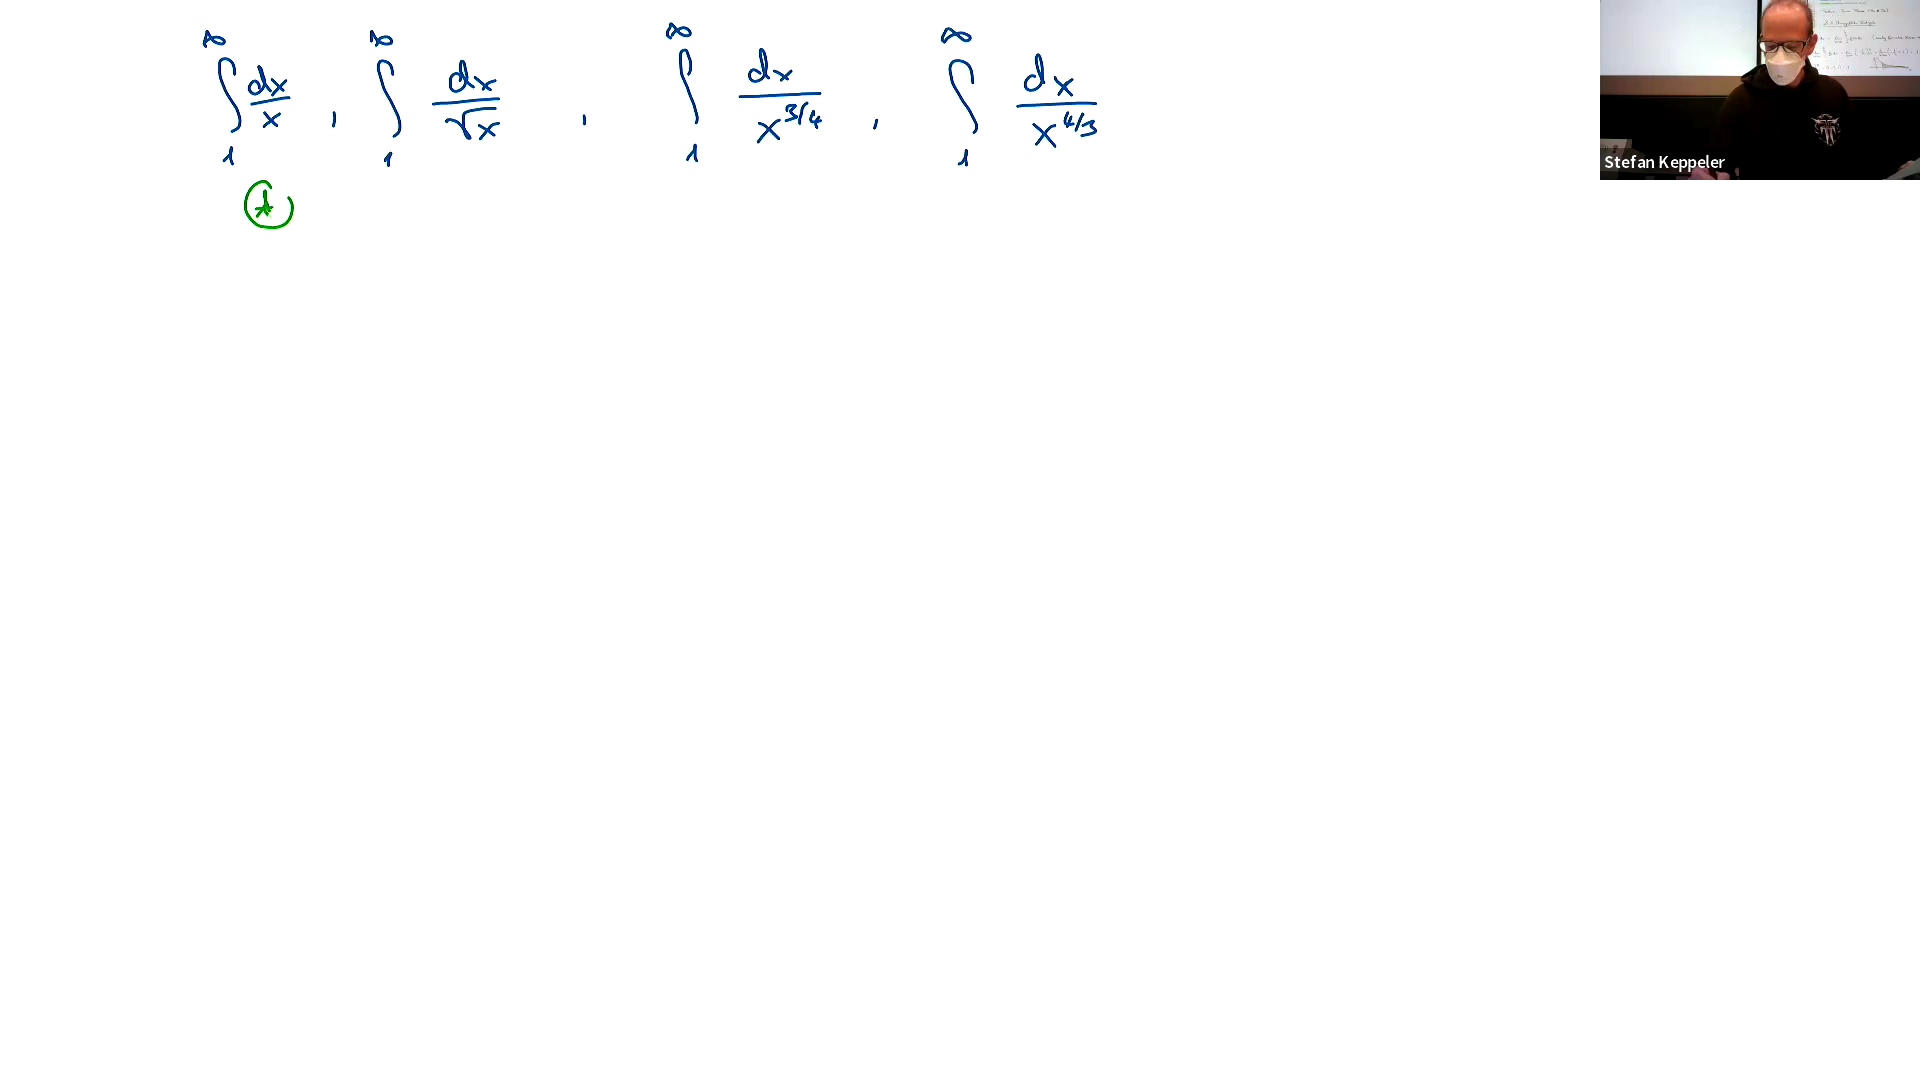 ∫₁^∞ dx/x , ∫₁^∞ dx/√x , ∫₁^∞ dx/x^{3/4} , ∫₁^∞ dx/x^{4/3}
Stefan Keppeler